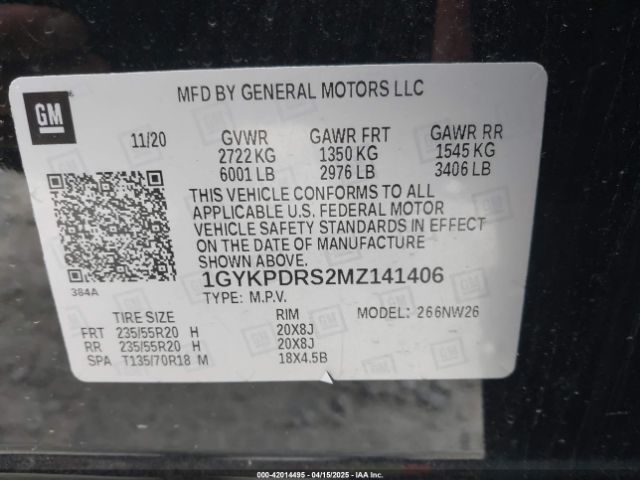 GM
MFD BY GENERAL MOTORS LLC
11/20 GVWR GAWR FRT GAWR RR
2722 KG 1350 KG 1545 KG
6001 LB 2976 LB 3406 LB
THIS VEHICLE CONFORMS TO ALL
APPLICABLE U.S. FEDERAL MOTOR
VEHICLE SAFETY STANDARDS IN EFFECT
ON THE DATE OF MANUFACTURE
SHOWN ABOVE.
384A
1GYKPDRS2MZ141406
TYPE: M.P.V. MODEL: 266NW26
TIRE SIZE RIM
FRT 235/55R20 H 20X8J
RR 235/55R20 H 20X8J
SPA T135/70R18 M 18X4.5B
000-42014495 04/15/2025 © IAA, Inc.